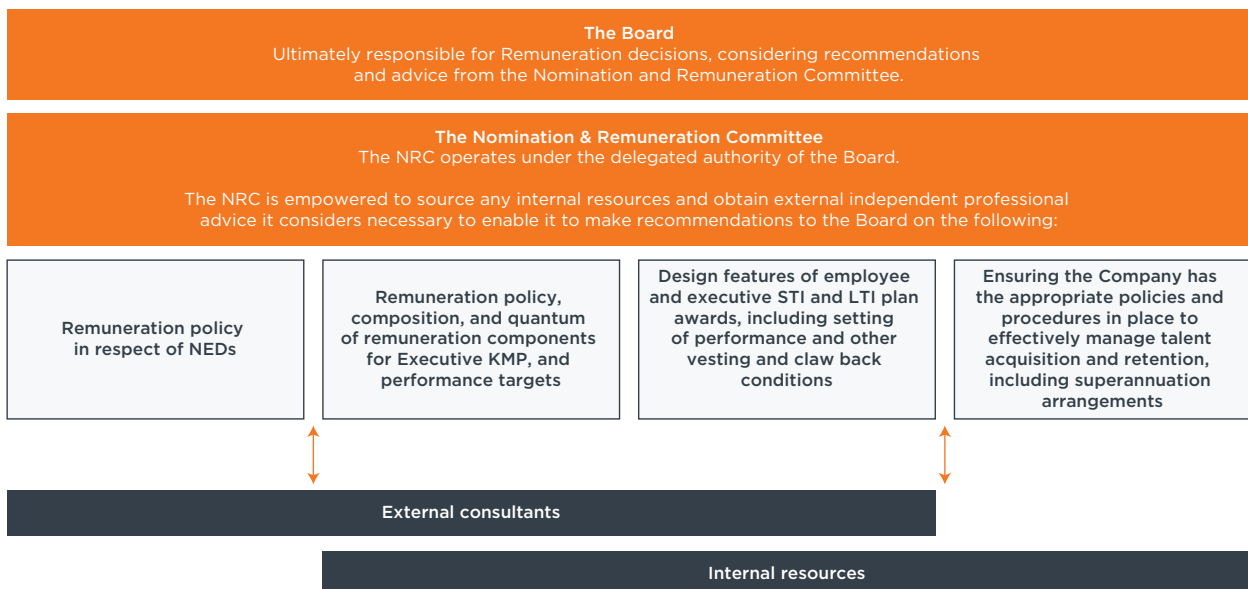 The Board
Ultimately responsible for Remuneration decisions, considering recommendations
and advice from the Nomination and Remuneration Committee.
The Nomination & Remuneration Committee
The NRC operates under the delegated authority of the Board.
The NRC is empowered to source any internal resources and obtain external independent professional
advice it considers necessary to enable it to make recommendations to the Board on the following:
Remuneration policy
in respect of NEDs
Remuneration policy,
composition, and quantum
of remuneration components
for Executive KMP, and
performance targets
Design features of employee
and executive STI and LTI plan
awards, including setting
of performance and other
vesting and claw back
conditions
Ensuring the Company has
the appropriate policies and
procedures in place to
effectively manage talent
acquisition and retention,
including superannuation
arrangements
External consultants
Internal resources